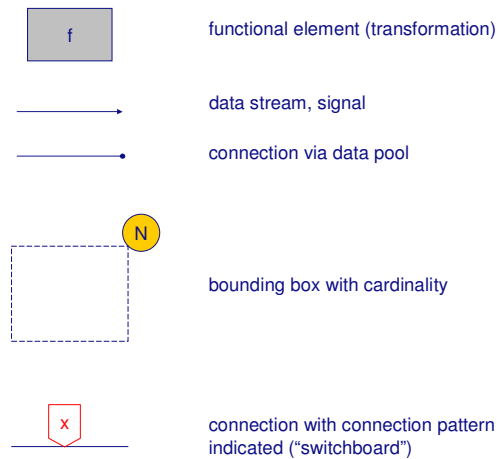 f
functional element (transformation)
data stream, signal
connection via data pool
N
bounding box with cardinality
x
connection with connection pattern
indicated (“switchboard”)